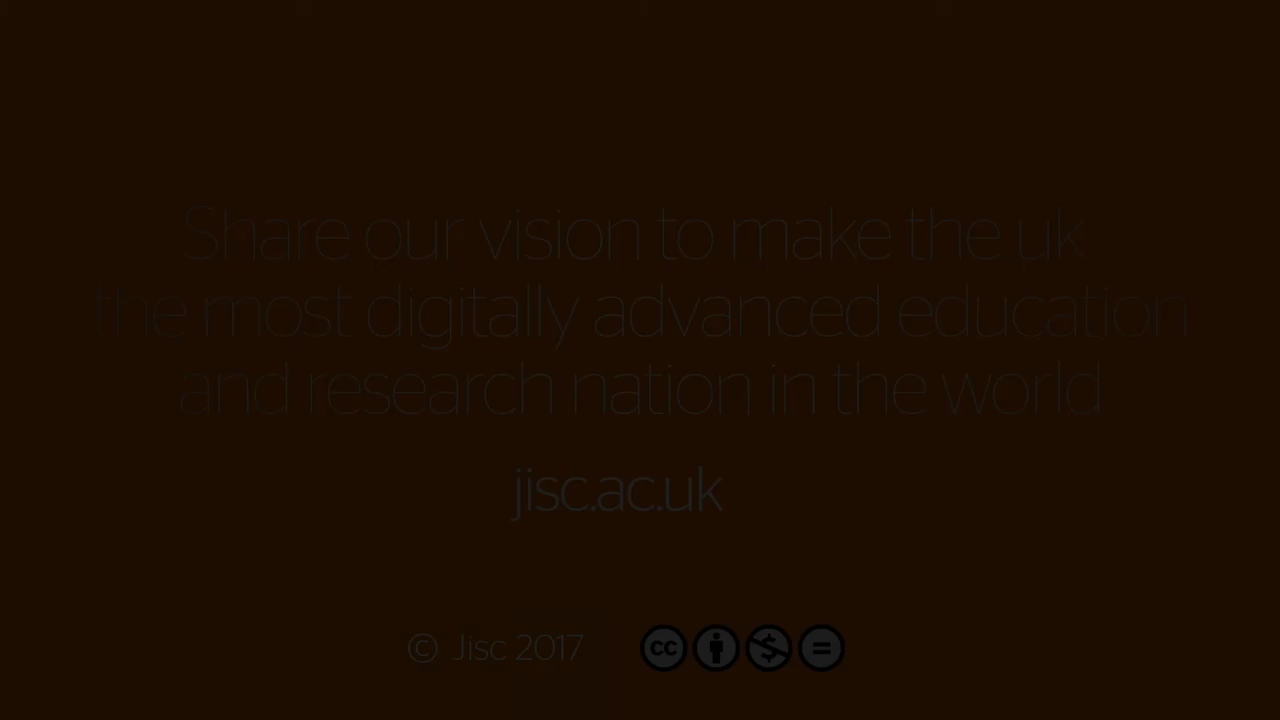 Share our vision to make the uk
the most digitally advanced education
and research nation in the world
jisc.ac.uk
© Jisc 2017